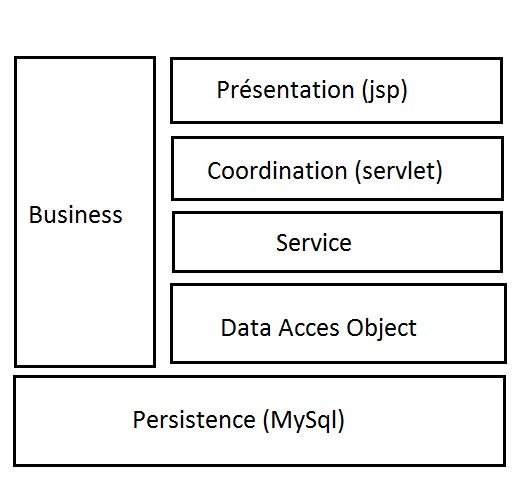 Présentation (jsp)
Coordination (servlet)
Business
Service
Data Acces Object
Persistence (MySql)